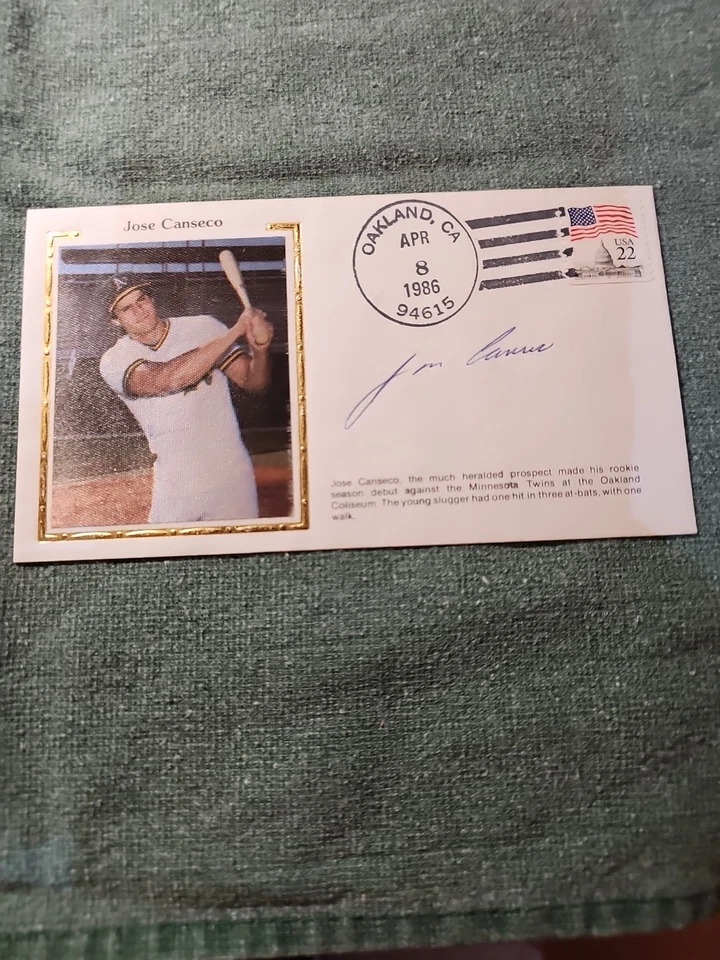 Jose Canseco
A
OAKLAND, CA
APR
8
1986
94615
USA
22
Jose Canseco
Jose Canseco, the much heralded prospect made his rookie
season debut against the Minnesota Twins at the Oakland
Coliseum. The young slugger had one hit in three at-bats, with one
walk.